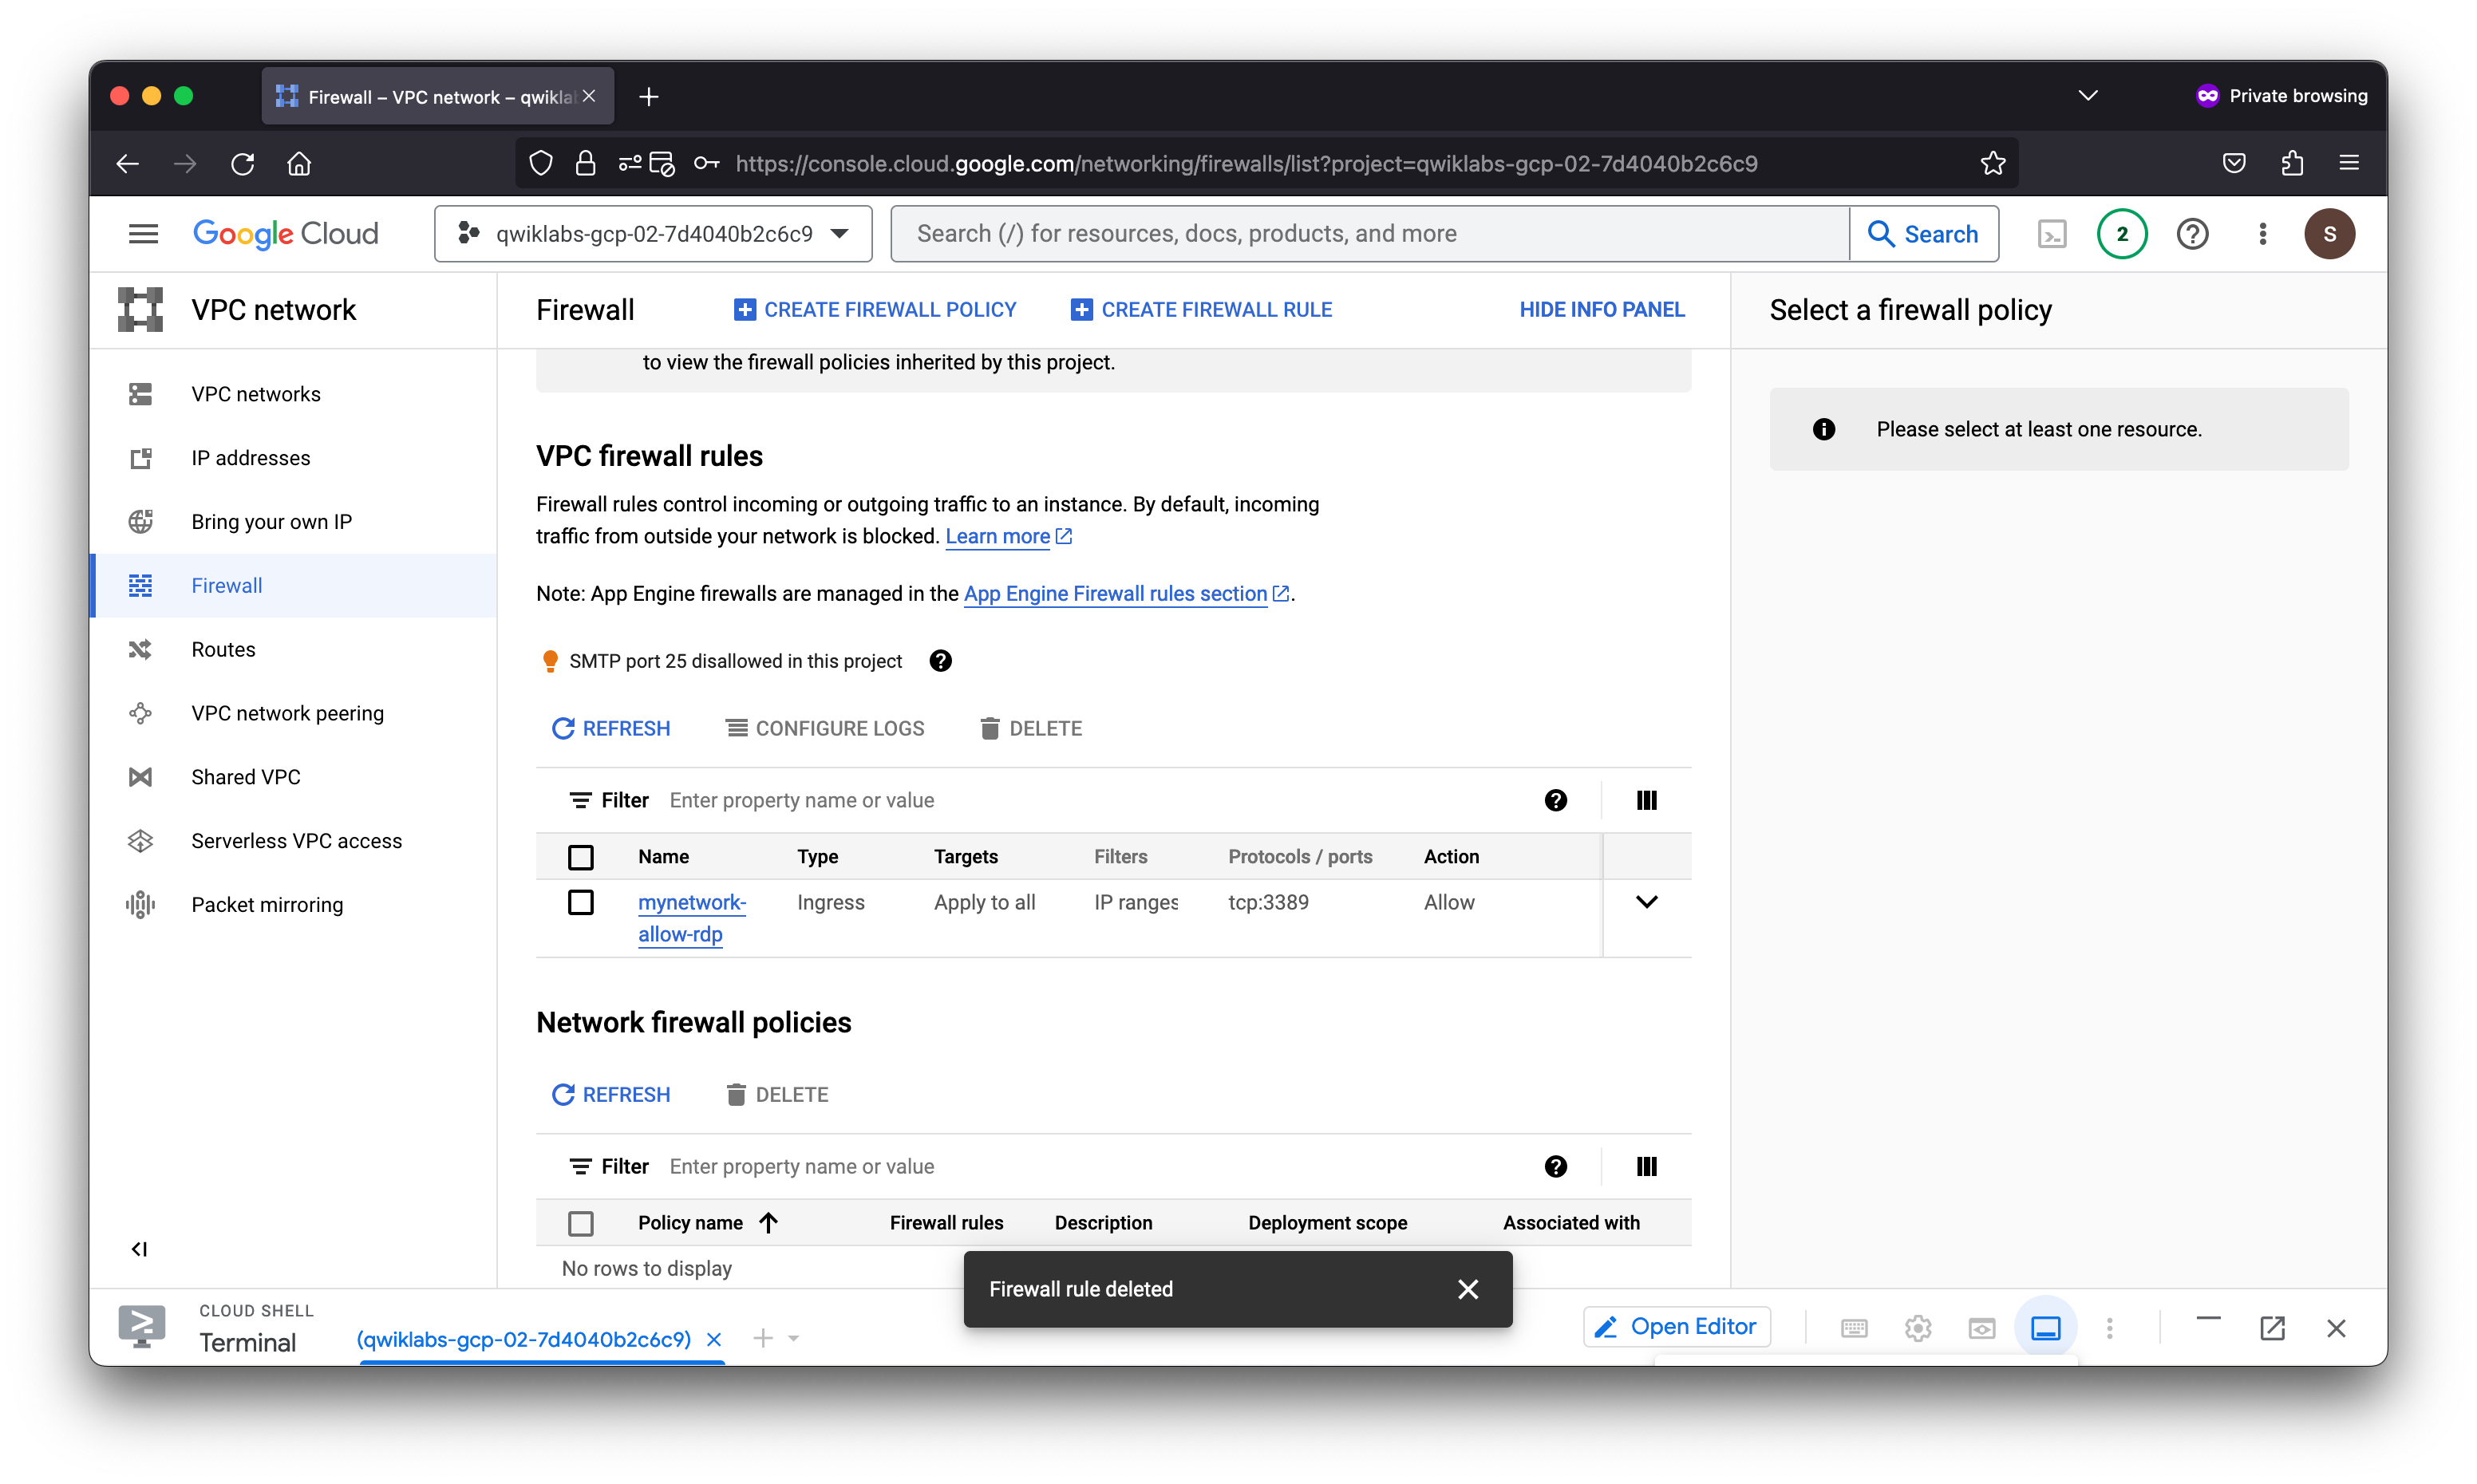 Firewall – VPC network – qwikla
Private browsing
https://console.cloud.google.com/networking/firewalls/list?project=qwiklabs-gcp-02-7d4040b2c6c9
Google Cloud
qwiklabs-gcp-02-7d4040b2c6c9
Search (/) for resources, docs, products, and more
Search
2
S
VPC network
Firewall
CREATE FIREWALL POLICY
CREATE FIREWALL RULE
HIDE INFO PANEL
Select a firewall policy
VPC networks
IP addresses
Bring your own IP
Firewall
Routes
VPC network peering
Shared VPC
Serverless VPC access
Packet mirroring
to view the firewall policies inherited by this project.
VPC firewall rules
Firewall rules control incoming or outgoing traffic to an instance. By default, incoming
traffic from outside your network is blocked. Learn more
Note: App Engine firewalls are managed in the App Engine Firewall rules section.
SMTP port 25 disallowed in this project
REFRESH CONFIGURE LOGS DELETE
Filter Enter property name or value
Name Type Targets Filters Protocols / ports Action
mynetwork- Ingress Apply to all IP ranges tcp:3389 Allow
allow-rdp
Network firewall policies
REFRESH DELETE
Filter Enter property name or value
Policy name Firewall rules Description Deployment scope Associated with
No rows to display
Please select at least one resource.
Firewall rule deleted
CLOUD SHELL
Terminal
(qwiklabs-gcp-02-7d4040b2c6c9)
Open Editor